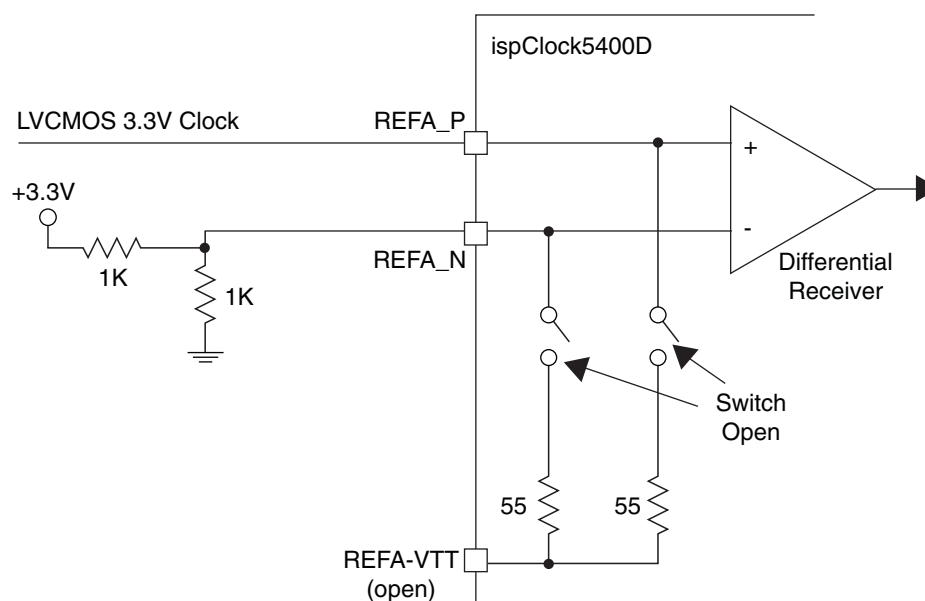 ispClock5400D
LVCMOS 3.3V Clock
REFA_P
+
+3.3V
-
REFA_N
1K
1K
Differential
Receiver
Switch
Open
55
55
REFA-VTT
(open)